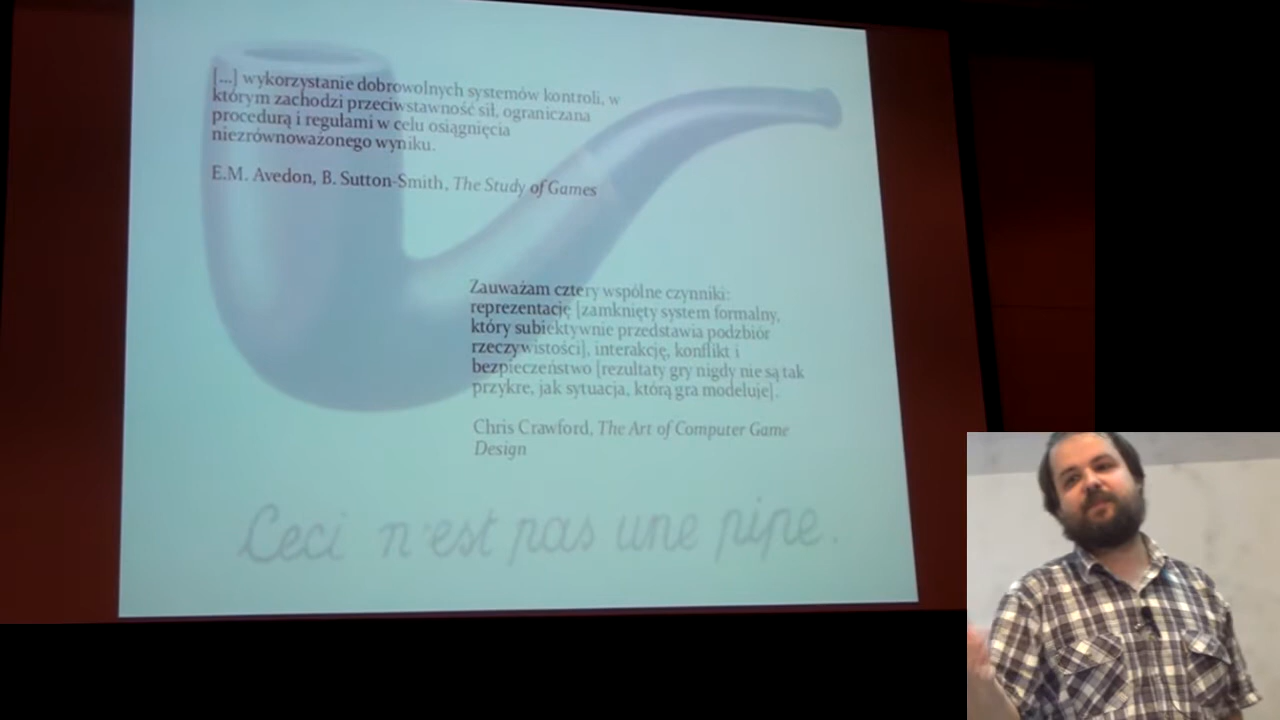 [...] wykorzystanie dobrowolnych systemów kontroli, w
którym zachodzi przeciwstawność sił, ograniczana
procedurą i regułami w celu osiągnięcia
niezrównoważonego wyniku.
E.M. Avedon, B. Sutton-Smith, The Study of Games
Zauważam cztery wspólne czynniki:
reprezentację [zamknięty system formalny,
który subiektywnie przedstawia podzbiór
rzeczywistości], interakcję, konflikt i
bezpieczeństwo [rezultaty gry nigdy nie są tak
przykre, jak sytuacja, którą gra modeluje].
Chris Crawford, The Art of Computer Game
Design
Ceci n'est pas une pipe.